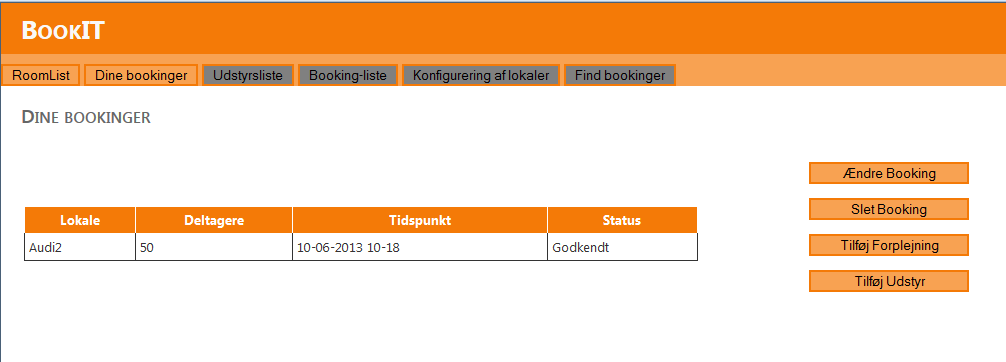 BookIT
RoomList Dine bookinger Udstyrsliste Booking-liste Konfigurering af lokaler Find bookinger
Dine bookinger
Ændre Booking
Slet Booking
Tilføj Forplejning
Tilføj Udstyr
Lokale Deltagere Tidspunkt Status
Audi2 50 10-06-2013 10-18 Godkendt